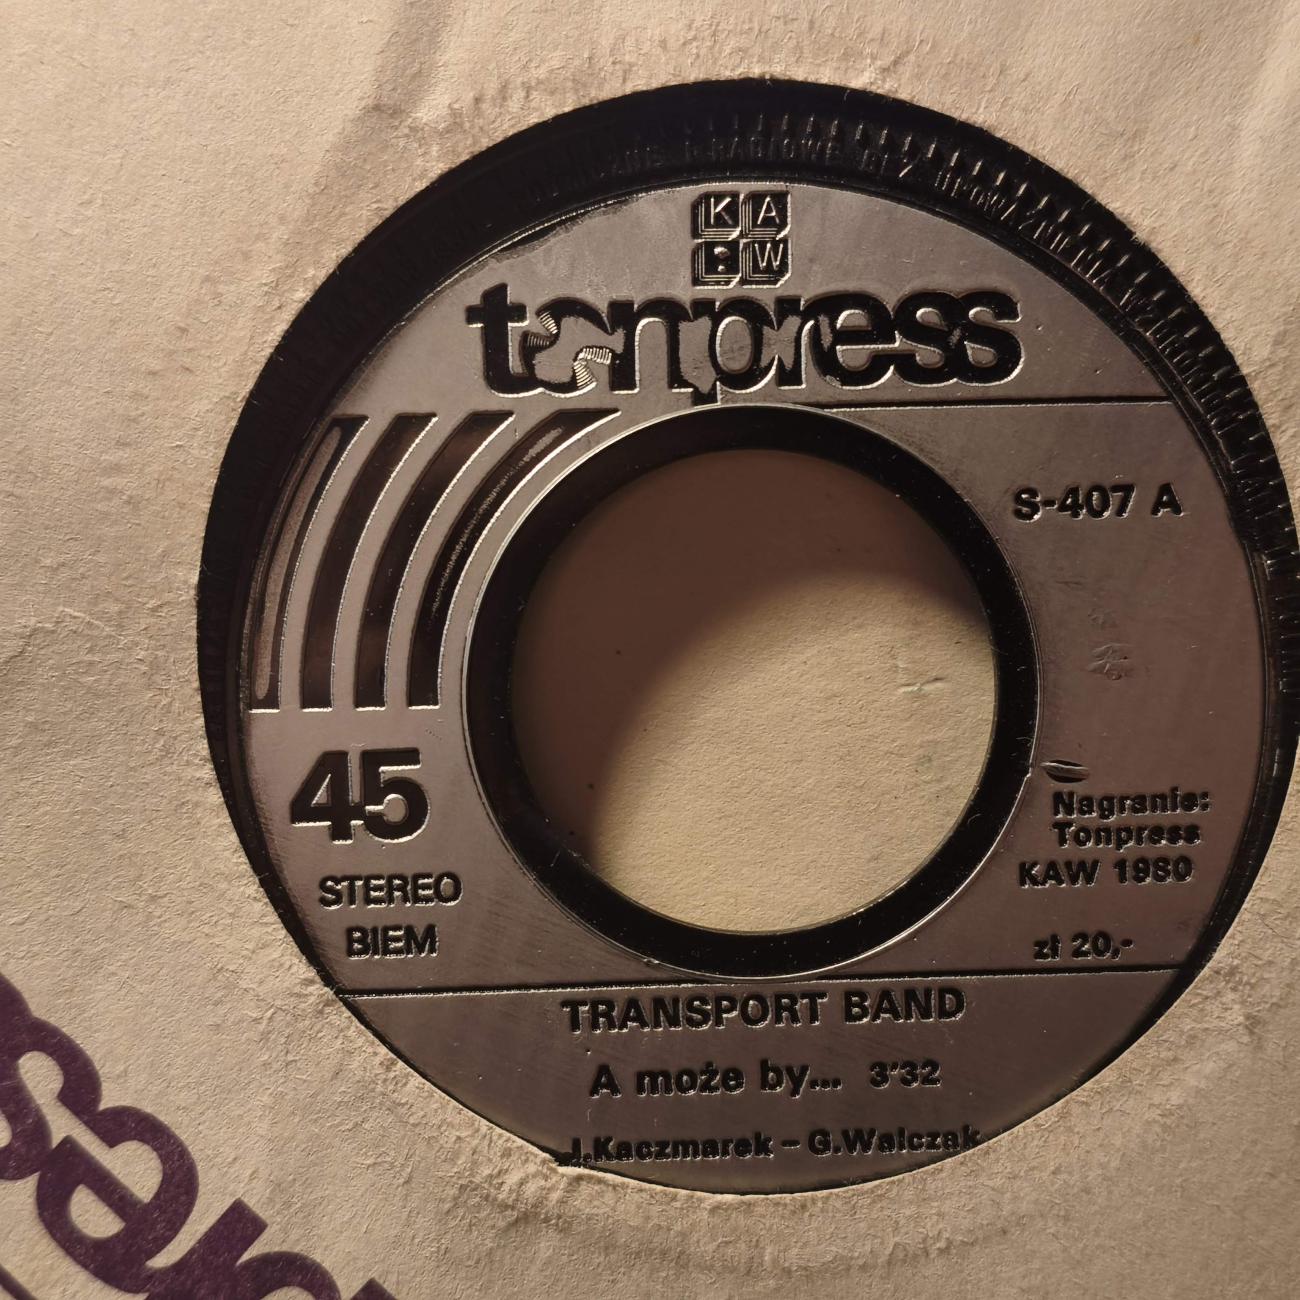 K A
W
tonpress
S-407 A
45
STEREO
BIEM
Nagranie:
Tonpress
KAW 1980
zł 20,-
TRANSPORT BAND
A może by... 3'32
J.Kaczmarek – G.Walczak